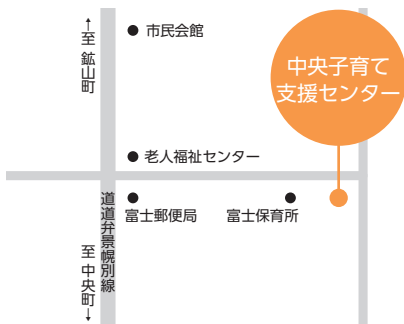 ←至 鉱山町
市民会館
中央子育て
支援センター
老人福祉センター
道道弁景幌別線
富士郵便局
富士保育所
至 中央町→